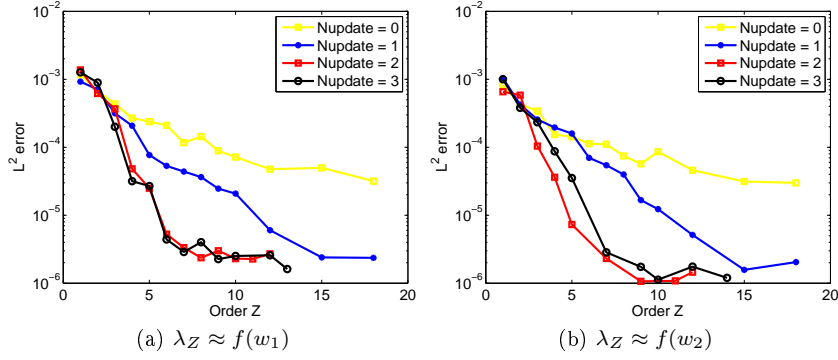 10^{-2}
10^{-3}
10^{-4}
10^{-5}
10^{-6}
L^2 error
0 5 10 15 20
Order Z
Nupdate = 0
Nupdate = 1
Nupdate = 2
Nupdate = 3
(a) λ_Z ≈ f(w_1)
10^{-2}
10^{-3}
10^{-4}
10^{-5}
10^{-6}
L^2 error
0 5 10 15 20
Order Z
Nupdate = 0
Nupdate = 1
Nupdate = 2
Nupdate = 3
(b) λ_Z ≈ f(w_2)